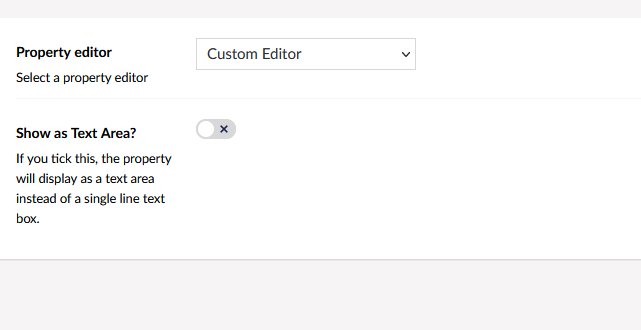 Property editor
Custom Editor
Select a property editor
Show as Text Area?
If you tick this, the property
will display as a text area
instead of a single line text
box.